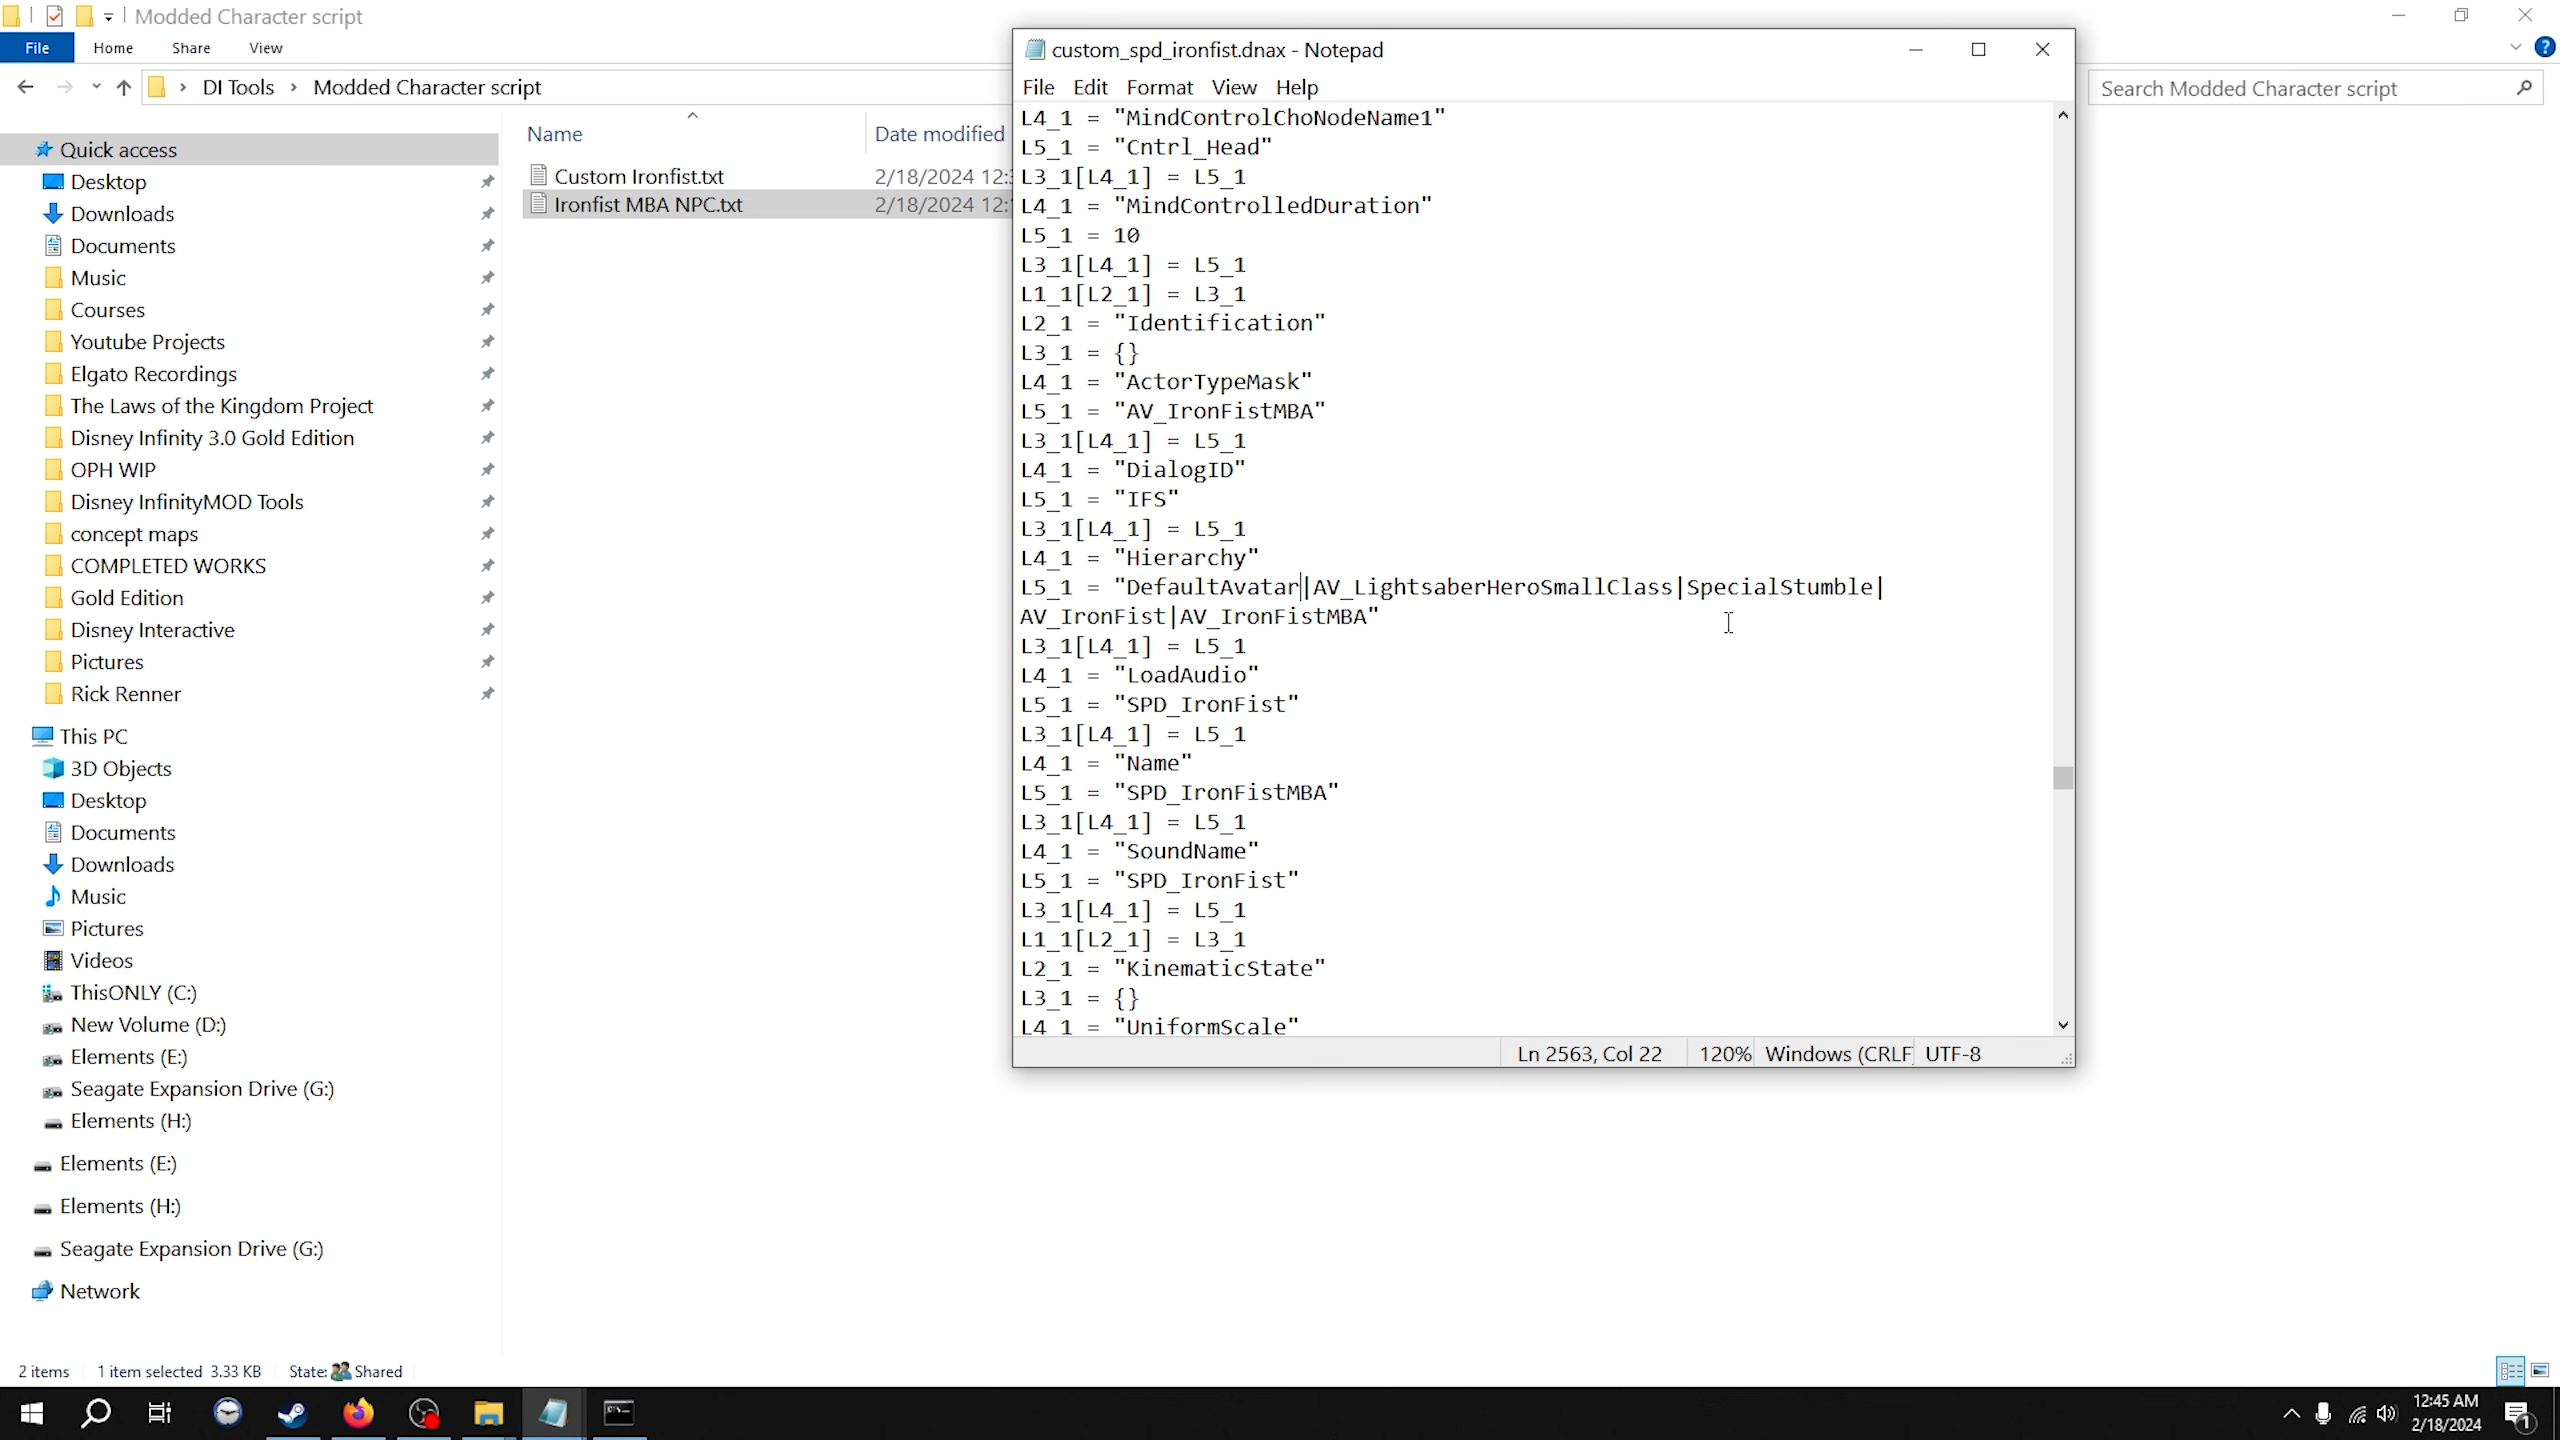 Modded Character script
File
Home
Share
View
DI Tools
Modded Character script
Search Modded Character script
Quick access
Desktop
Downloads
Documents
Music
Courses
Youtube Projects
Elgato Recordings
The Laws of the Kingdom Project
Disney Infinity 3.0 Gold Edition
OPH WIP
Disney InfinityMOD Tools
concept maps
COMPLETED WORKS
Gold Edition
Disney Interactive
Pictures
Rick Renner
This PC
3D Objects
Desktop
Documents
Downloads
Music
Pictures
Videos
ThisONLY (C:)
New Volume (D:)
Elements (E:)
Seagate Expansion Drive (G:)
Elements (H:)
Elements (E:)
Elements (H:)
Seagate Expansion Drive (G:)
Network
Name
Date modified
Custom Ironfist.txt
2/18/2024 12:
Ironfist MBA NPC.txt
2/18/2024 12:
custom_spd_ironfist.dnax - Notepad
File Edit Format View Help
L4_1 = "MindControlChoNodeName1"
L5_1 = "Cntrl_Head"
L3_1[L4_1] = L5_1
L4_1 = "MindControlledDuration"
L5_1 = 10
L3_1[L4_1] = L5_1
L1_1[L2_1] = L3_1
L2_1 = "Identification"
L3_1 = {}
L4_1 = "ActorTypeMask"
L5_1 = "AV_IronFistMBA"
L3_1[L4_1] = L5_1
L4_1 = "DialogID"
L5_1 = "IFS"
L3_1[L4_1] = L5_1
L4_1 = "Hierarchy"
L5_1 = "DefaultAvatar|AV_LightsaberHeroSmallClass|SpecialStumble|
AV_IronFist|AV_IronFistMBA"
L3_1[L4_1] = L5_1
L4_1 = "LoadAudio"
L5_1 = "SPD_IronFist"
L3_1[L4_1] = L5_1
L4_1 = "Name"
L5_1 = "SPD_IronFistMBA"
L3_1[L4_1] = L5_1
L4_1 = "SoundName"
L5_1 = "SPD_IronFist"
L3_1[L4_1] = L5_1
L1_1[L2_1] = L3_1
L2_1 = "KinematicState"
L3_1 = {}
L4_1 = "UniformScale"
Ln 2563, Col 22
120%
Windows (CRLF
UTF-8
2 items
1 item selected 3.33 KB
State: Shared
12:45 AM
2/18/2024
1